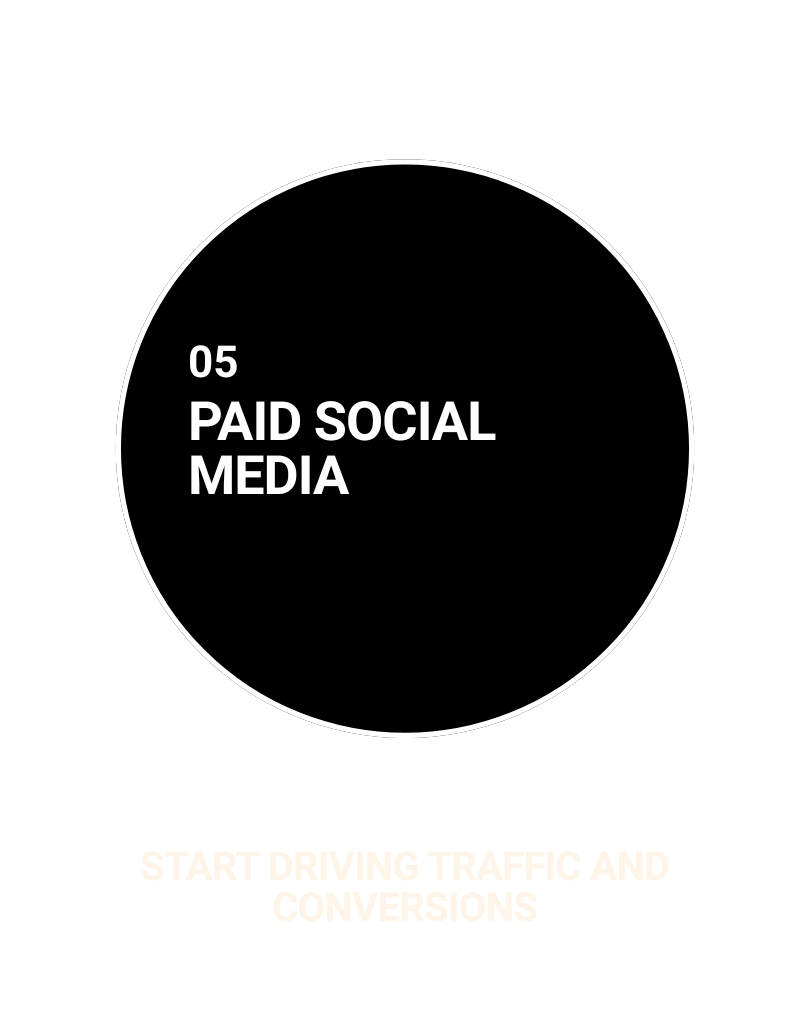 05
PAID SOCIAL
MEDIA
START DRIVING TRAFFIC AND
CONVERSIONS